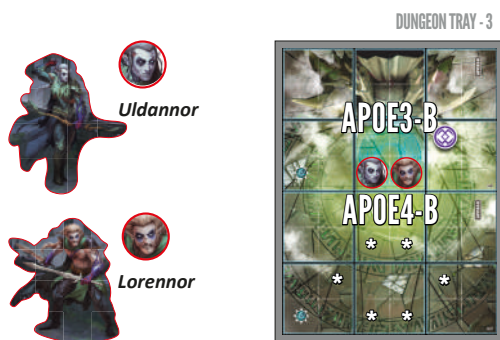 DUNGEON TRAY - 3
Uldannor
APOE3-B
APOE4-B
* *
* *
* *
Lorennor